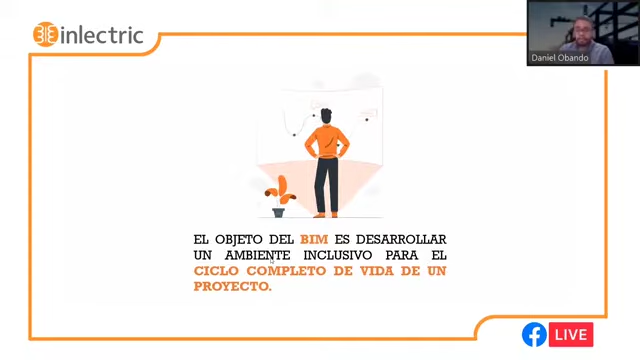 inlectric
Daniel Obando
EL OBJETO DEL BIM ES DESARROLLAR
UN AMBIENTE INCLUSIVO PARA EL
CICLO COMPLETO DE VIDA DE UN
PROYECTO.
LIVE